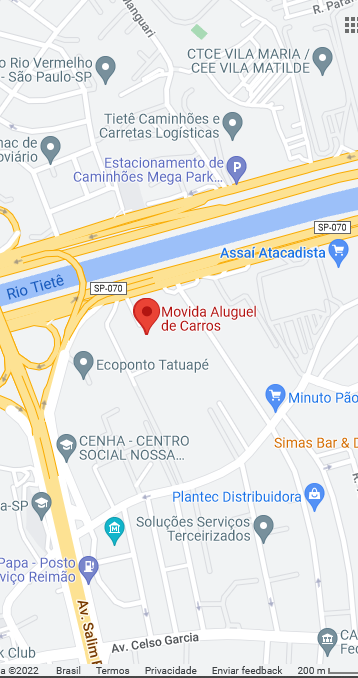 anguari
R. Para
CTCE VILA MARIA /
CEE VILA MATILDE
o Rio Vermelho
- São Paulo-SP
Tietê Caminhões e
Carretas Logísticas
nac de
oviário
Estacionamento de
Caminhões Mega Park...
P
SP-070
Assaí Atacadista
Rio Tietê
SP-070
Movida Aluguel
de Carros
Ecoponto Tatuapé
Minuto Pão
CENHA - CENTRO
SOCIAL NOSSA...
Simas Bar & D
R.
a-SP
Plantec Distribuidora
Soluções Serviços
Terceirizados
Papa - Posto
viço Reimão
Av. Salim F
Av. Celso Garcia
CA
Fede
k Club
a ©2022 Brasil Termos Privacidade Enviar feedback 200 m